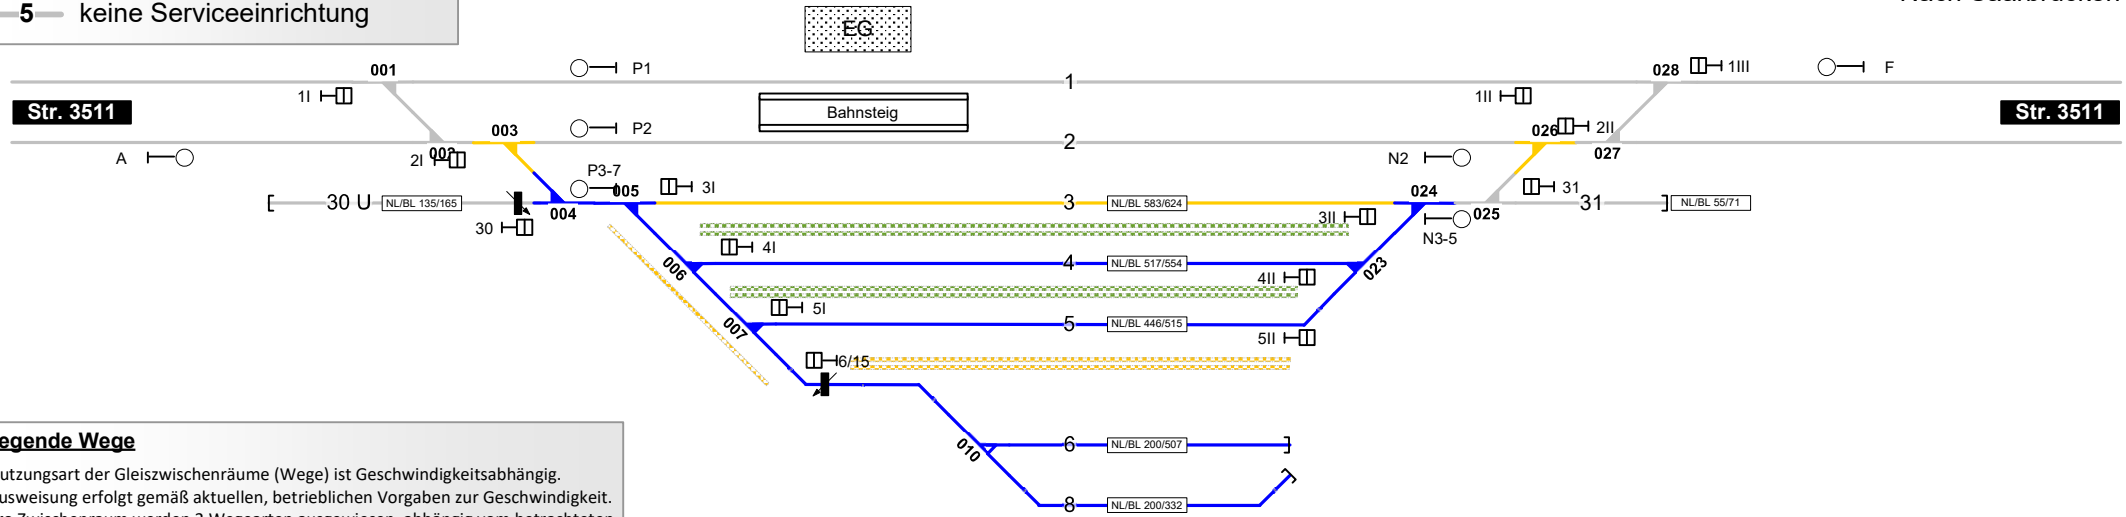 5 keine Serviceeinrichtung
EG
001
P1
1
028
1III
F
1I
1II
Str. 3511
Bahnsteig
Str. 3511
003
P2
2
026
2II
A
002
2I
N2
027
P3-7
30 U
NL/BL 135/165
005
3I
3
NL/BL 583/624
024
31
31
NL/BL 55/71
004
3II
025
30
N3-5
4I
006
4
NL/BL 517/554
023
4II
5I
007
5
NL/BL 446/515
5II
6/15
egende Wege
010
6
NL/BL 200/507
utzungsart der Gleiszwischenräume (Wege) ist Geschwindigkeitsabhängig.
usweisung erfolgt gemäß aktuellen, betrieblichen Vorgaben zur Geschwindigkeit.
8
NL/BL 200/332